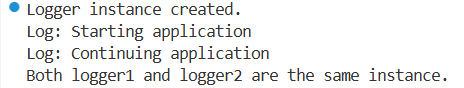 Logger instance created.
Log: Starting application
Log: Continuing application
Both logger1 and logger2 are the same instance.